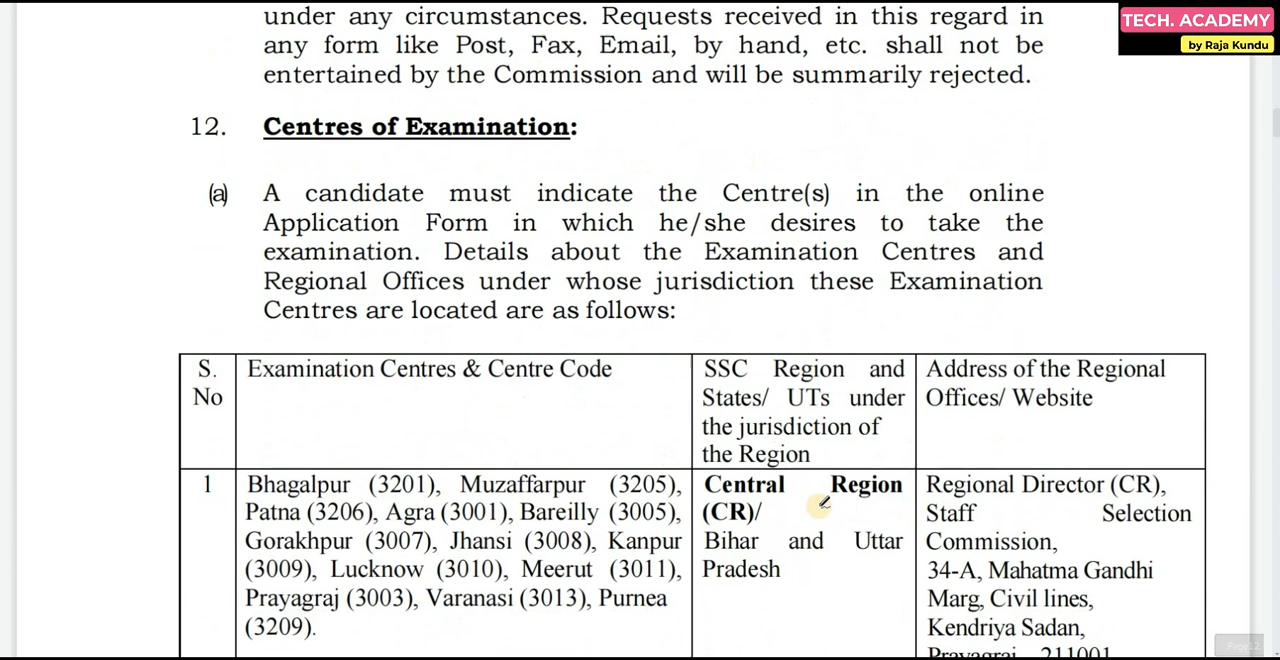 under any circumstances. Requests received in this regard in
any form like Post, Fax, Email, by hand, etc. shall not be
entertained by the Commission and will be summarily rejected.
TECH. ACADEMY
by Raja Kundu
12. Centres of Examination:
(a) A candidate must indicate the Centre(s) in the online
Application Form in which he/she desires to take the
examination. Details about the Examination Centres and
Regional Offices under whose jurisdiction these Examination
Centres are located are as follows:
S.
No
Examination Centres & Centre Code
SSC Region and
States/ UTs under
the jurisdiction of
the Region
Address of the Regional
Offices/ Website
1
Bhagalpur (3201), Muzaffarpur (3205),
Patna (3206), Agra (3001), Bareilly (3005),
Gorakhpur (3007), Jhansi (3008), Kanpur
(3009), Lucknow (3010), Meerut (3011),
Prayagraj (3003), Varanasi (3013), Purnea
(3209).
Central Region
(CR)/
Bihar and Uttar
Pradesh
Regional Director (CR),
Staff Selection
Commission,
34-A, Mahatma Gandhi
Marg, Civil lines,
Kendriya Sadan,
Prayagraj 211001